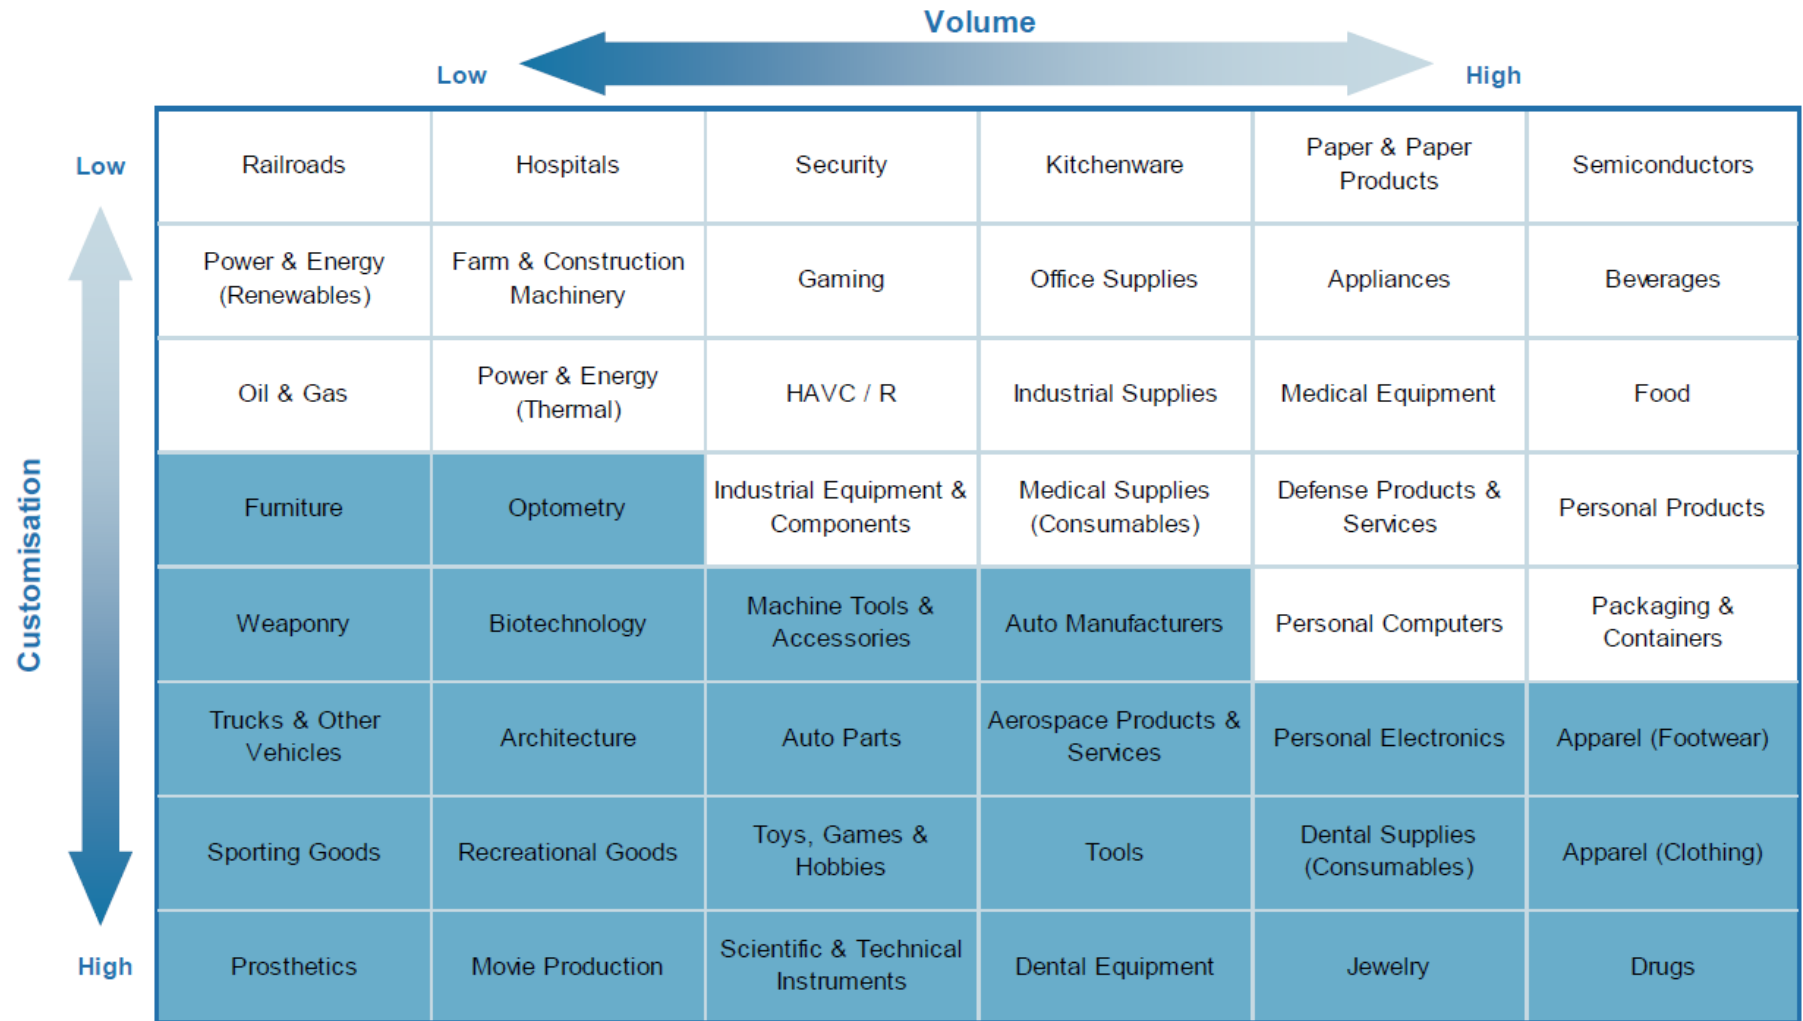 Volume
Low
High
Low
Railroads
Hospitals
Security
Kitchenware
Paper & Paper
Products
Semiconductors
Power & Energy
(Renewables)
Farm & Construction
Machinery
Gaming
Office Supplies
Appliances
Beverages
Oil & Gas
Power & Energy
(Thermal)
HAVC / R
Industrial Supplies
Medical Equipment
Food
Customisation
Furniture
Optometry
Industrial Equipment &
Components
Medical Supplies
(Consumables)
Defense Products &
Services
Personal Products
Weaponry
Biotechnology
Machine Tools &
Accessories
Auto Manufacturers
Personal Computers
Packaging &
Containers
Trucks & Other
Vehicles
Architecture
Auto Parts
Aerospace Products &
Services
Personal Electronics
Apparel (Footwear)
Sporting Goods
Recreational Goods
Toys, Games &
Hobbies
Tools
Dental Supplies
(Consumables)
Apparel (Clothing)
High
Prosthetics
Movie Production
Scientific & Technical
Instruments
Dental Equipment
Jewelry
Drugs